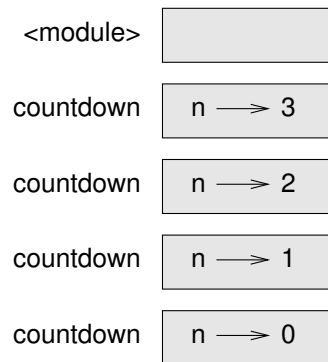 <module>
countdown n → 3
countdown n → 2
countdown n → 1
countdown n → 0